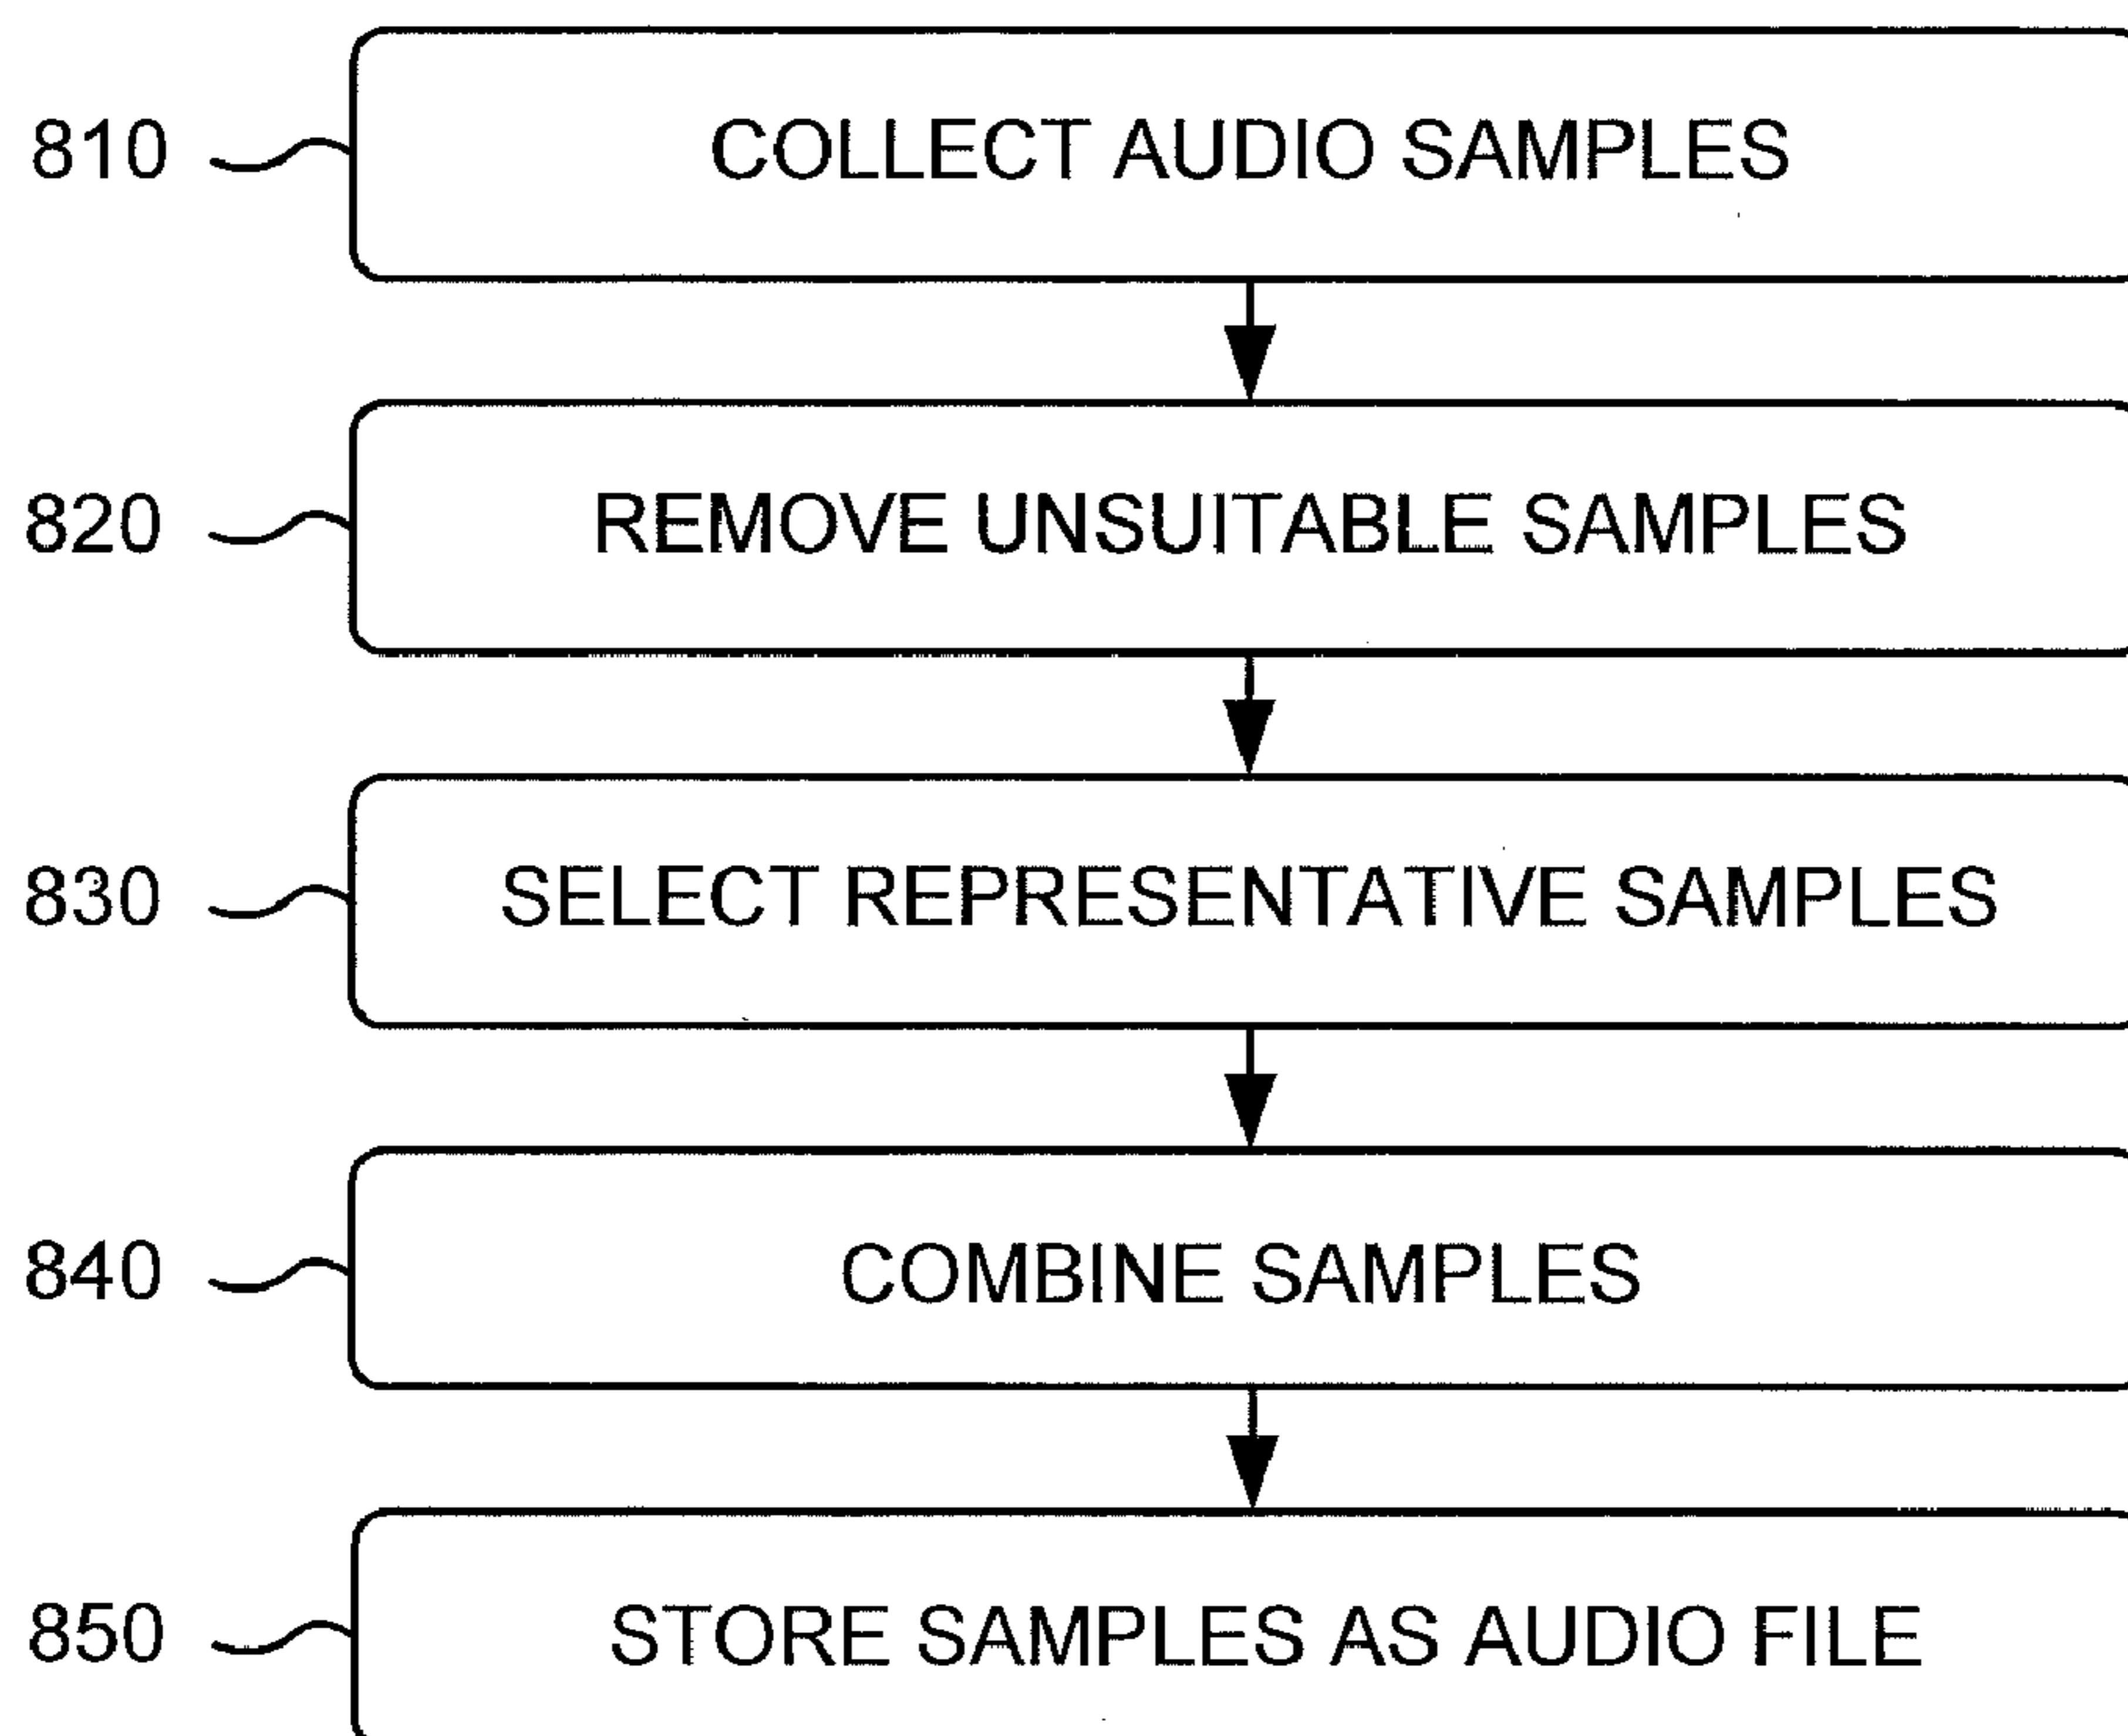 810 COLLECT AUDIO SAMPLES
820 REMOVE UNSUITABLE SAMPLES
830 SELECT REPRESENTATIVE SAMPLES
840 COMBINE SAMPLES
850 STORE SAMPLES AS AUDIO FILE